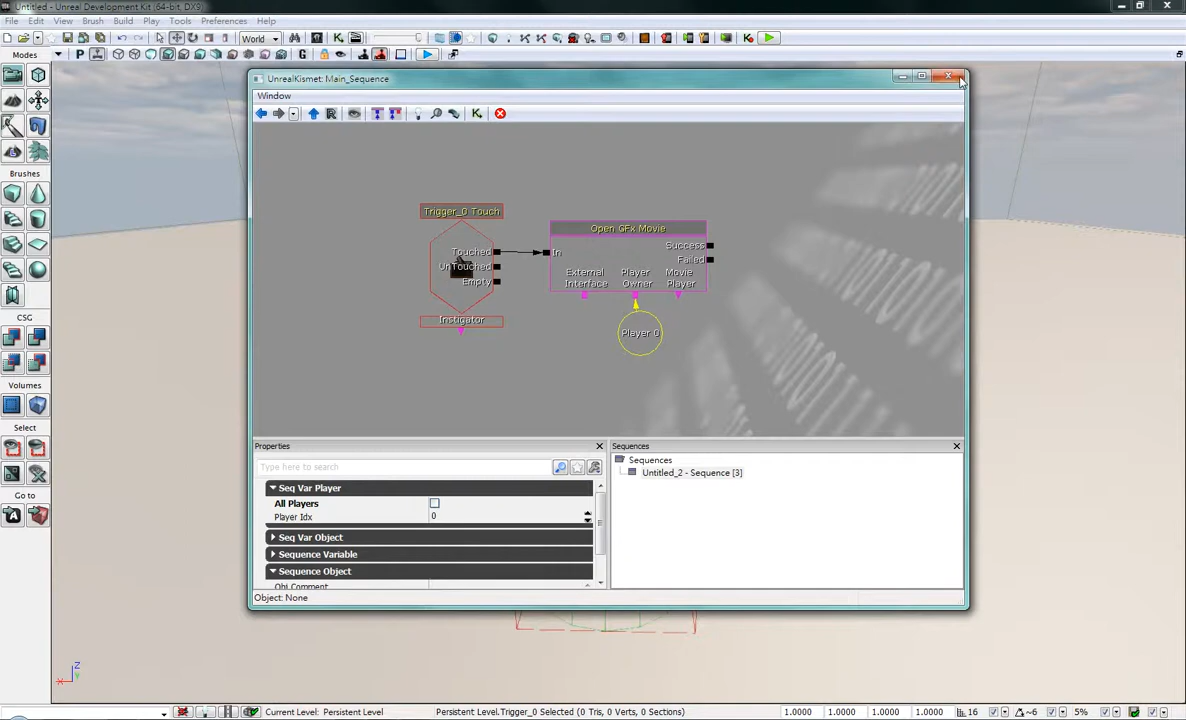 Untitled - Unreal Development Kit (64-bit, DX9)
File Edit View Brush Build Play Tools Preferences Help
World
Modes
Brushes
CSG
Volumes
Select
Go to
UnrealKismet: Main_Sequence
Window
Trigger_0 Touch
Touched
UnTouched
Empty
Instigator
Open GFx Movie
In
Success
Failed
External Interface
Player Owner
Movie Player
Player 0
Properties
Type here to search
Seq Var Player
All Players
Player Idx 0
Seq Var Object
Sequence Variable
Sequence Object
Obj Comment
Sequences
Sequences
Untitled_2 - Sequence [3]
Object: None
Current Level: Persistent Level
Persistent Level.Trigger_0 Selected (0 Tris, 0 Verts, 0 Sections)
1.0000 1.0000 1.0000 1.0000 16 ~6 5%
Z
X
Y